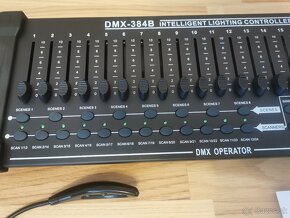 DMX-384B INTELLIGENT LIGHTING CONTROLLER
1 2 3 4 5 6 7 8 9 10 11 12 13 14 15
SCENES 1 SCENES 2 SCENES 3 SCENES 4 SCENES 5 SCENES 6 SCENES 7 SCENES 8
SCENES
SCANNERS
SCAN 1/13 SCAN 2/14 SCAN 3/15 SCAN 4/16 SCAN 5/17 SCAN 6/18 SCAN 7/19 SCAN 8/20 SCAN 9/21 SCAN 10/22 SCAN 11/23 SCAN 12/24
DMX OPERATOR